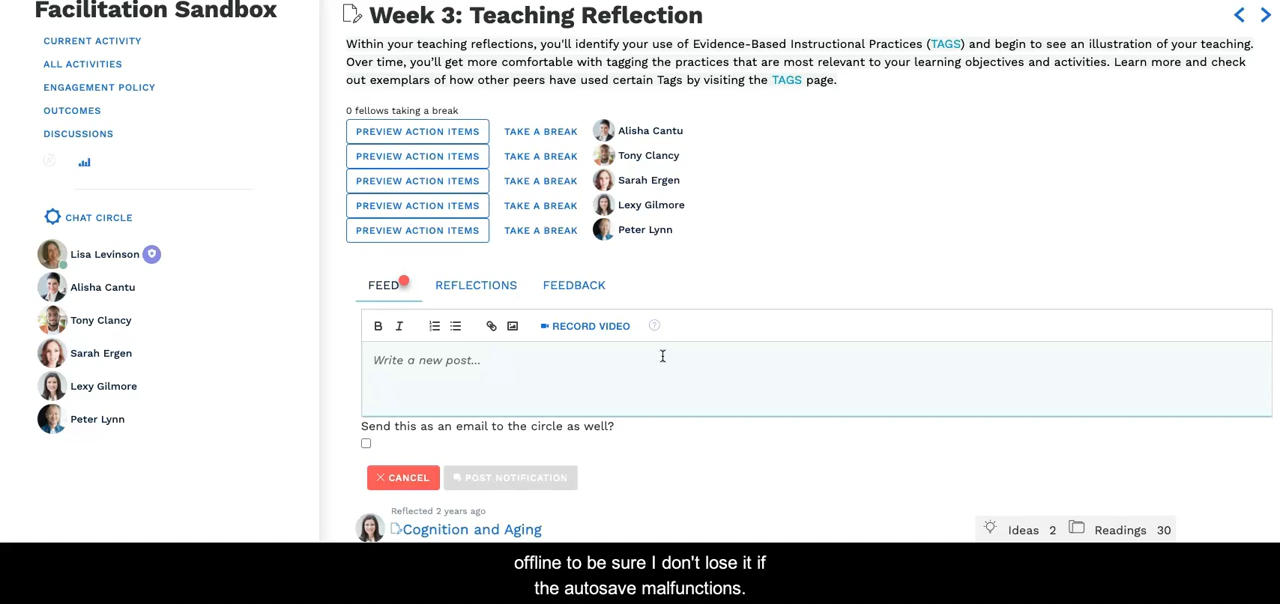 Facilitation Sandbox
CURRENT ACTIVITY
ALL ACTIVITIES
ENGAGEMENT POLICY
OUTCOMES
DISCUSSIONS
CHAT CIRCLE
Lisa Levinson
Alisha Cantu
Tony Clancy
Sarah Ergen
Lexy Gilmore
Peter Lynn
Week 3: Teaching Reflection
Within your teaching reflections, you'll identify your use of Evidence-Based Instructional Practices (TAGS) and begin to see an illustration of your teaching.
Over time, you'll get more comfortable with tagging the practices that are most relevant to your learning objectives and activities. Learn more and check
out exemplars of how other peers have used certain Tags by visiting the TAGS page.
0 fellows taking a break
PREVIEW ACTION ITEMS TAKE A BREAK Alisha Cantu
PREVIEW ACTION ITEMS TAKE A BREAK Tony Clancy
PREVIEW ACTION ITEMS TAKE A BREAK Sarah Ergen
PREVIEW ACTION ITEMS TAKE A BREAK Lexy Gilmore
PREVIEW ACTION ITEMS TAKE A BREAK Peter Lynn
FEED REFLECTIONS FEEDBACK
B I RECORD VIDEO ?
Write a new post...
Send this as an email to the circle as well?
CANCEL POST NOTIFICATION
Reflected 2 years ago
Cognition and Aging Ideas 2 Readings 30
offline to be sure I don't lose it if
the autosave malfunctions.